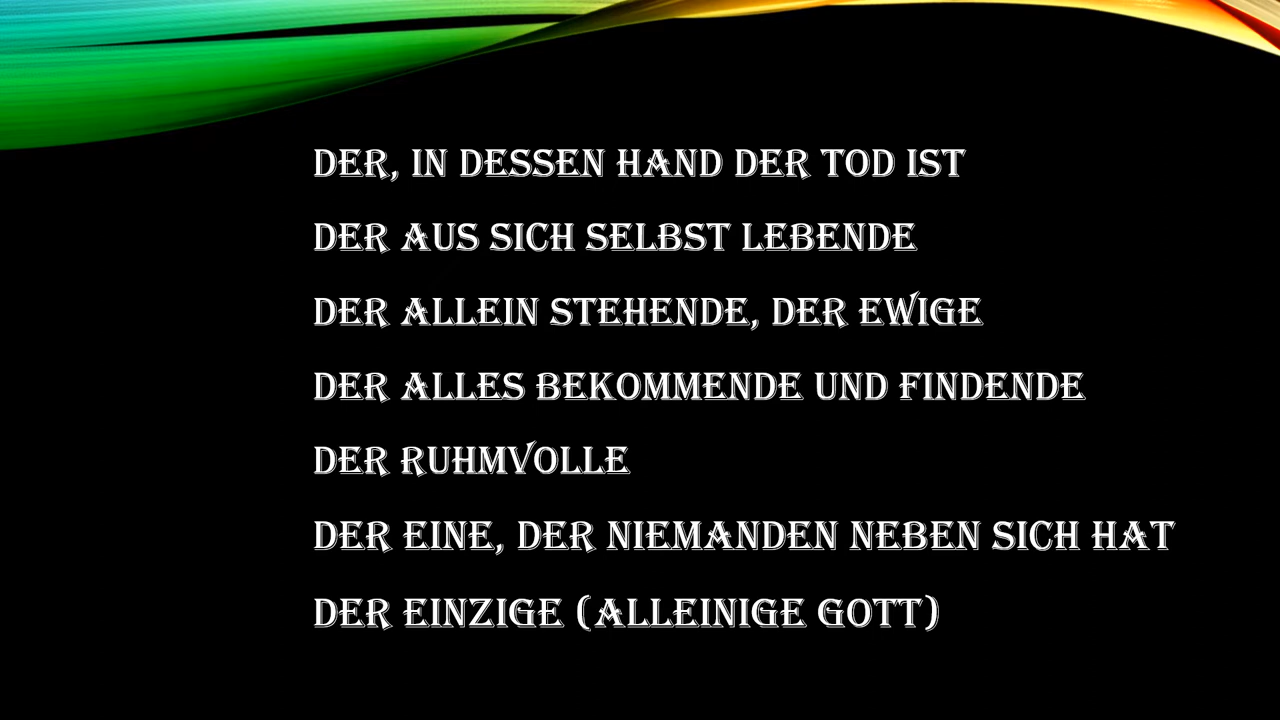 DER, IN DESSEN HAND DER TOD IST
DER AUS SICH SELBST LEBENDE
DER ALLEIN STEHENDE, DER EWIGE
DER ALLES BEKOMMENDE UND FINDENDE
DER RUHMVOLLE
DER EINE, DER NIEMANDEN NEBEN SICH HAT
DER EINZIGE (ALLEINIGE GOTT)